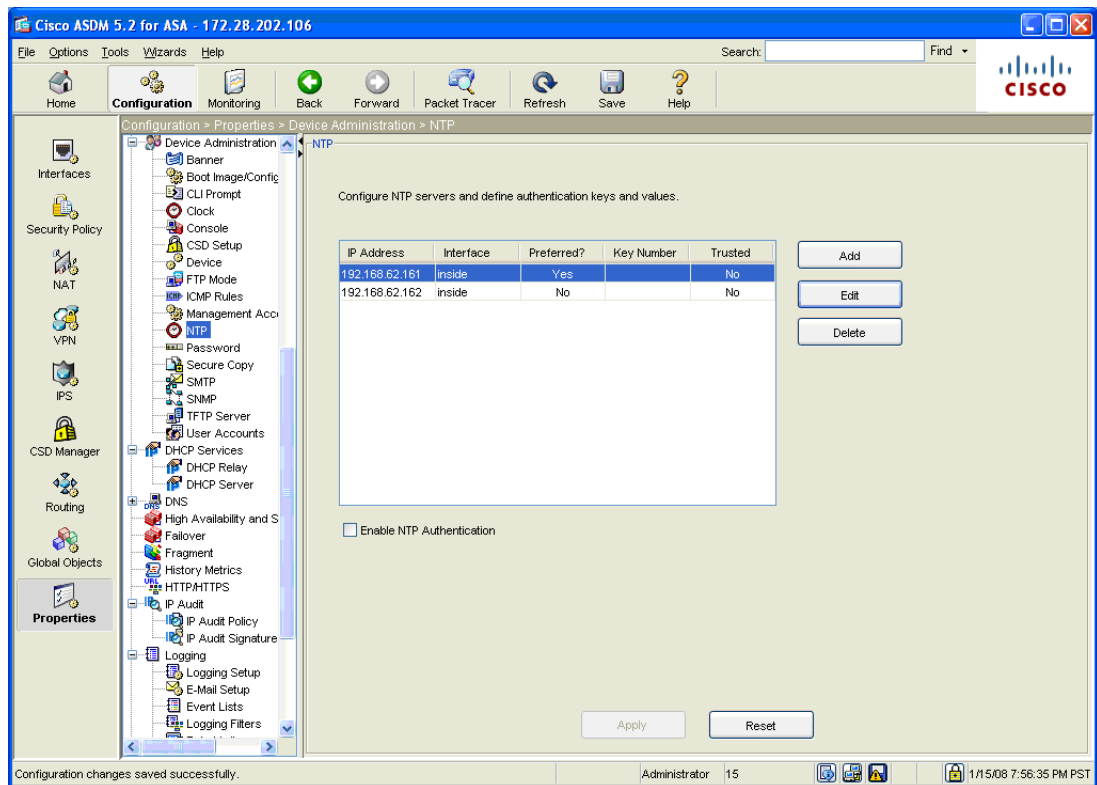 Cisco ASDM 5.2 for ASA - 172.28.202.106
File Options Tools Wizards Help
Search: Find
Home Configuration Monitoring Back Forward Packet Tracer Refresh Save Help
CISCO
Configuration > Properties > Device Administration > NTP
Interfaces
Security Policy
NAT
VPN
IPS
CSD Manager
Routing
Global Objects
Properties
Device Administration
Banner
Boot Image/Config
CLI Prompt
Clock
Console
CSD Setup
Device
FTP Mode
ICMP ICMP Rules
Management Acc
NTP
Password
Secure Copy
SMTP
SNMP
TFTP Server
User Accounts
DHCP Services
DHCP Relay
DHCP Server
DNS DNS
High Availability and S
Failover
Fragment
History Metrics
URL HTTP/HTTPS
IP Audit
IP Audit Policy
IP Audit Signature
Logging
Logging Setup
E-Mail Setup
Event Lists
Logging Filters
NTP
Configure NTP servers and define authentication keys and values.
IP Address Interface Preferred? Key Number Trusted
192.168.62.161 inside Yes No
192.168.62.162 inside No No
Add
Edit
Delete
Enable NTP Authentication
Apply Reset
Configuration changes saved successfully. Administrator 15 1/15/08 7:56:35 PM PST